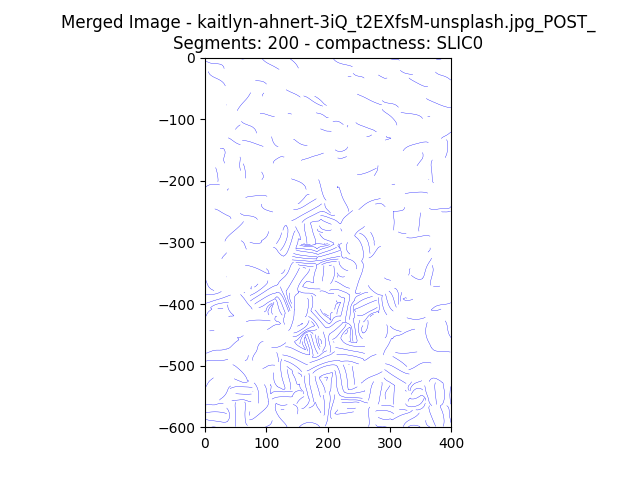 Merged Image - kaitlyn-ahnert-3iQ_t2EXfsM-unsplash.jpg_POST_
Segments: 200 - compactness: SLIC0
0
−100
−200
−300
−400
−500
−600
0 100 200 300 400